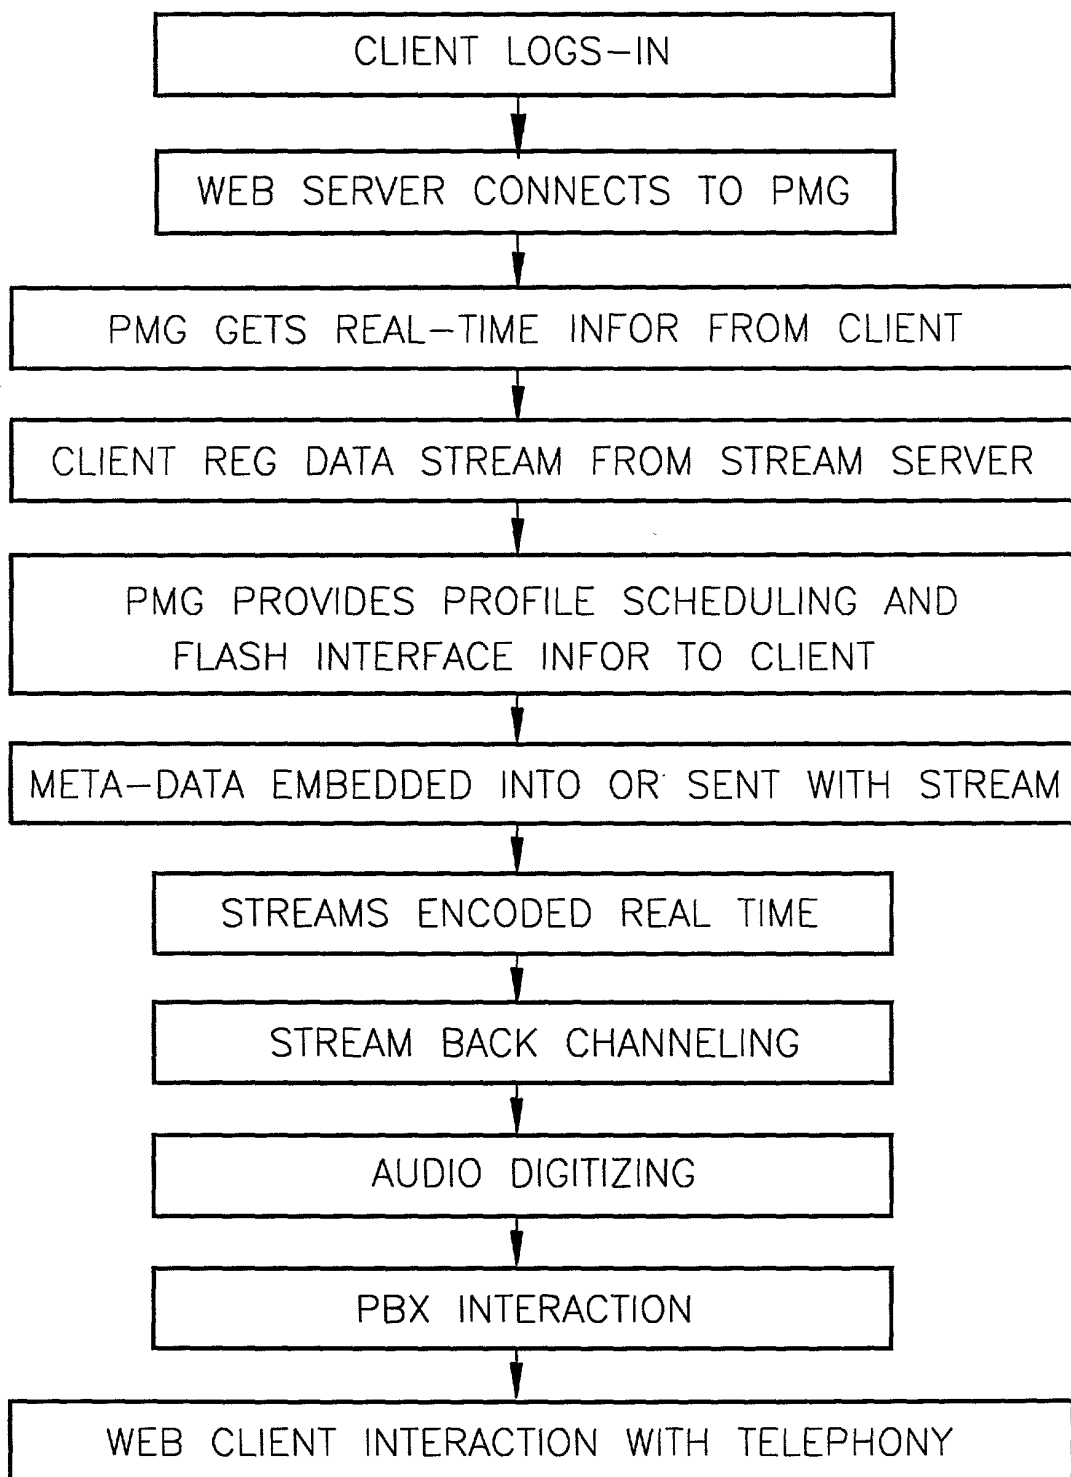 CLIENT LOGS-IN
WEB SERVER CONNECTS TO PMG
PMG GETS REAL-TIME INFOR FROM CLIENT
CLIENT REG DATA STREAM FROM STREAM SERVER
PMG PROVIDES PROFILE SCHEDULING AND
FLASH INTERFACE INFOR TO CLIENT
META-DATA EMBEDDED INTO OR SENT WITH STREAM
STREAMS ENCODED REAL TIME
STREAM BACK CHANNELING
AUDIO DIGITIZING
PBX INTERACTION
WEB CLIENT INTERACTION WITH TELEPHONY